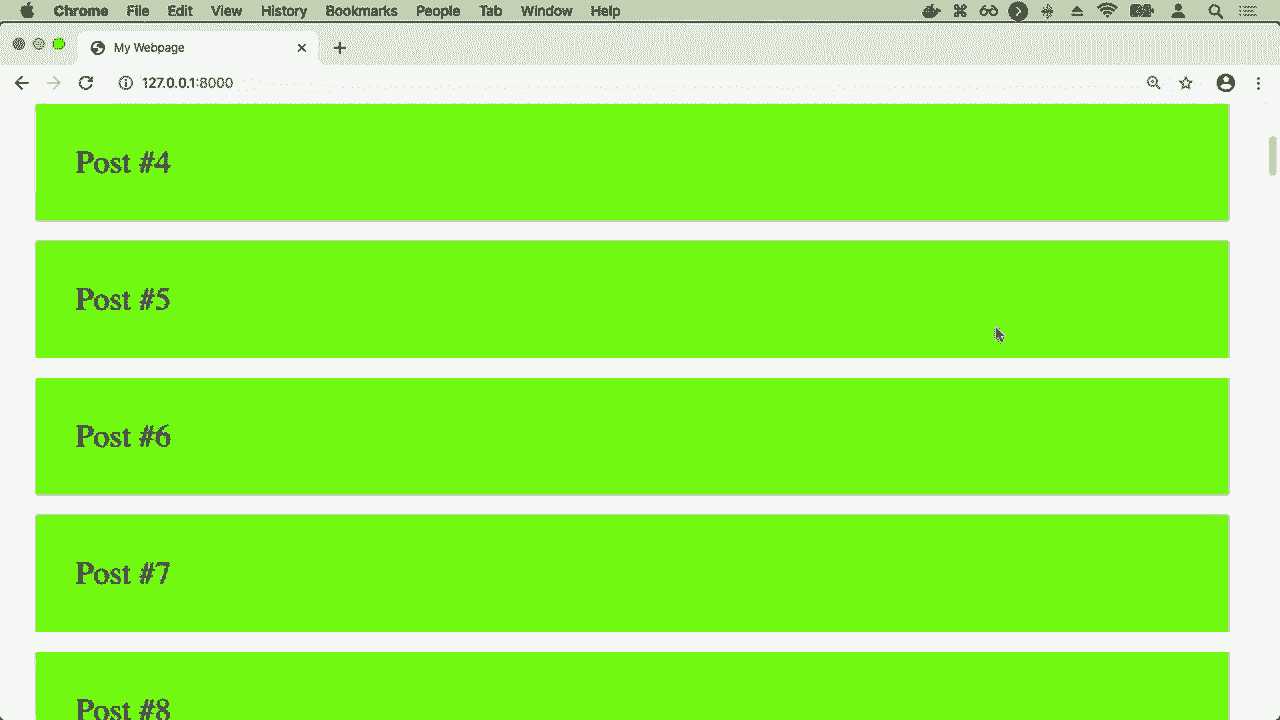 Chrome File Edit View History Bookmarks People Tab Window Help
My Webpage
127.0.0.1:8000
Post #4
Post #5
Post #6
Post #7
Post #8